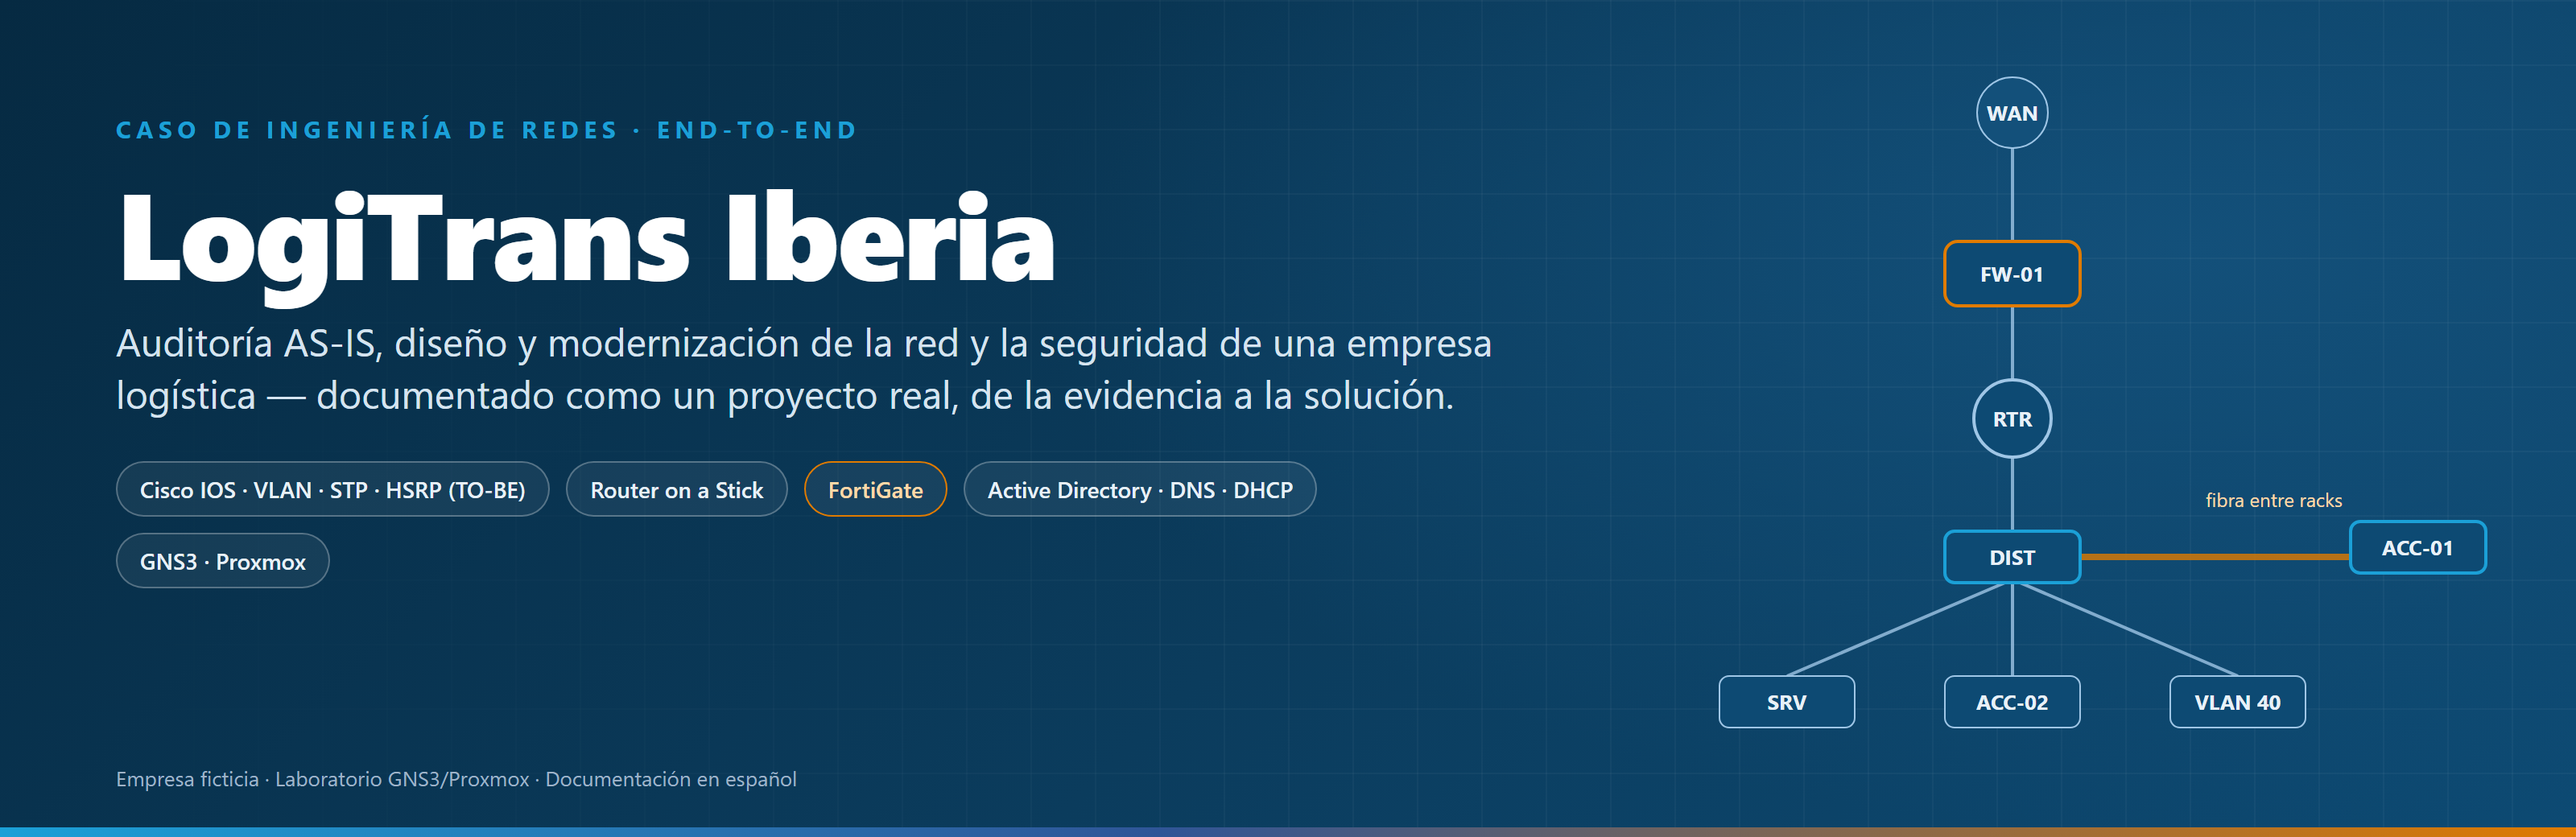 CASO DE INGENIERÍA DE REDES · END-TO-END
LogiTrans Iberia
Auditoría AS-IS, diseño y modernización de la red y la seguridad de una empresa
logística — documentado como un proyecto real, de la evidencia a la solución.
Cisco IOS · VLAN · STP · HSRP (TO-BE)
Router on a Stick
FortiGate
Active Directory · DNS · DHCP
GNS3 · Proxmox
Empresa ficticia · Laboratorio GNS3/Proxmox · Documentación en español
WAN
FW-01
RTR
fibra entre racks
DIST
ACC-01
SRV
ACC-02
VLAN 40